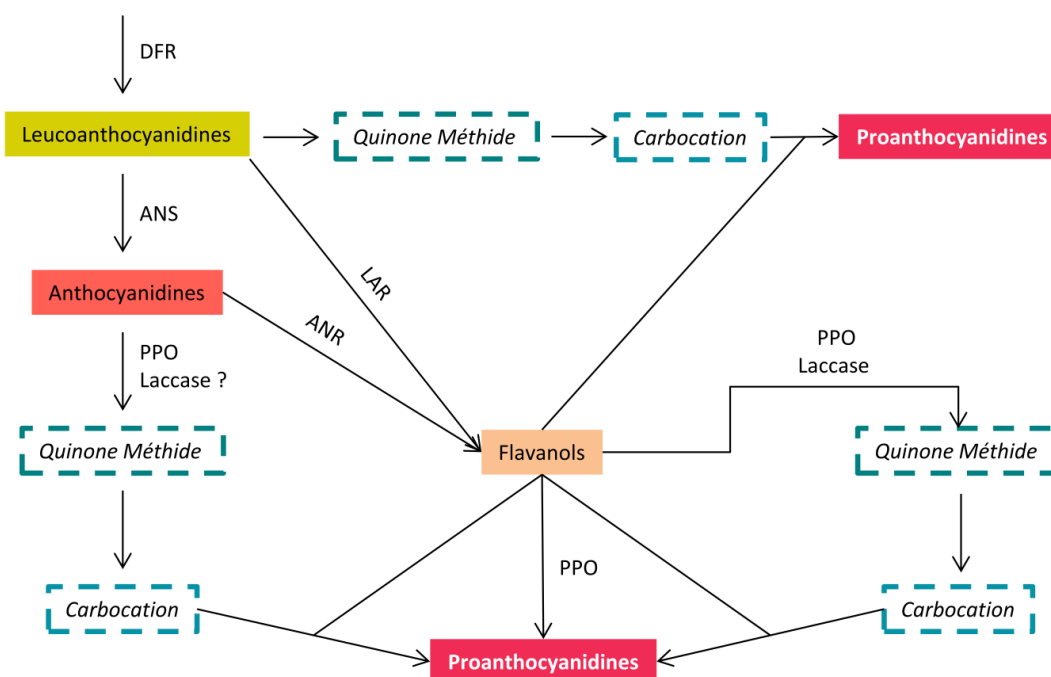 DFR
Leucoanthocyanidines
Quinone Méthide
Carbocation
Proanthocyanidines
ANS
LAR
Anthocyanidines
ANR
PPO
Laccase ?
PPO
Laccase
Quinone Méthide
Flavanols
Quinone Méthide
PPO
Carbocation
Carbocation
Proanthocyanidines